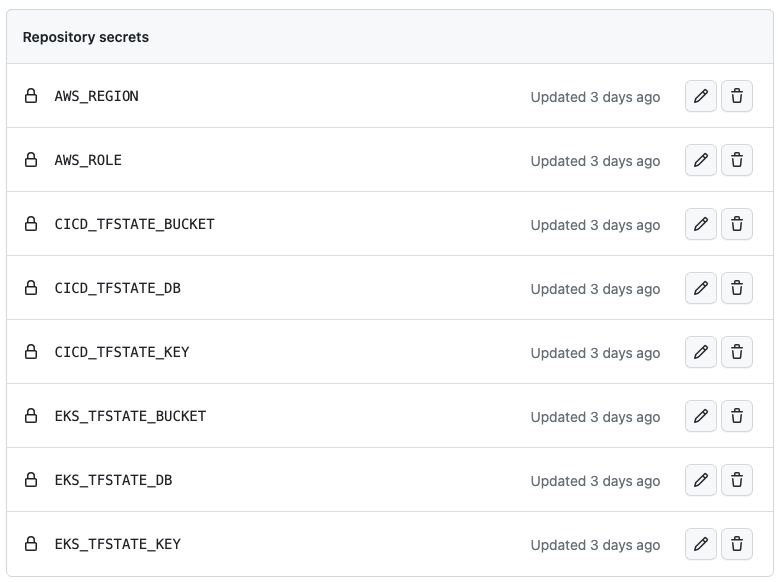 Repository secrets
AWS_REGION Updated 3 days ago
AWS_ROLE Updated 3 days ago
CICD_TFSTATE_BUCKET Updated 3 days ago
CICD_TFSTATE_DB Updated 3 days ago
CICD_TFSTATE_KEY Updated 3 days ago
EKS_TFSTATE_BUCKET Updated 3 days ago
EKS_TFSTATE_DB Updated 3 days ago
EKS_TFSTATE_KEY Updated 3 days ago